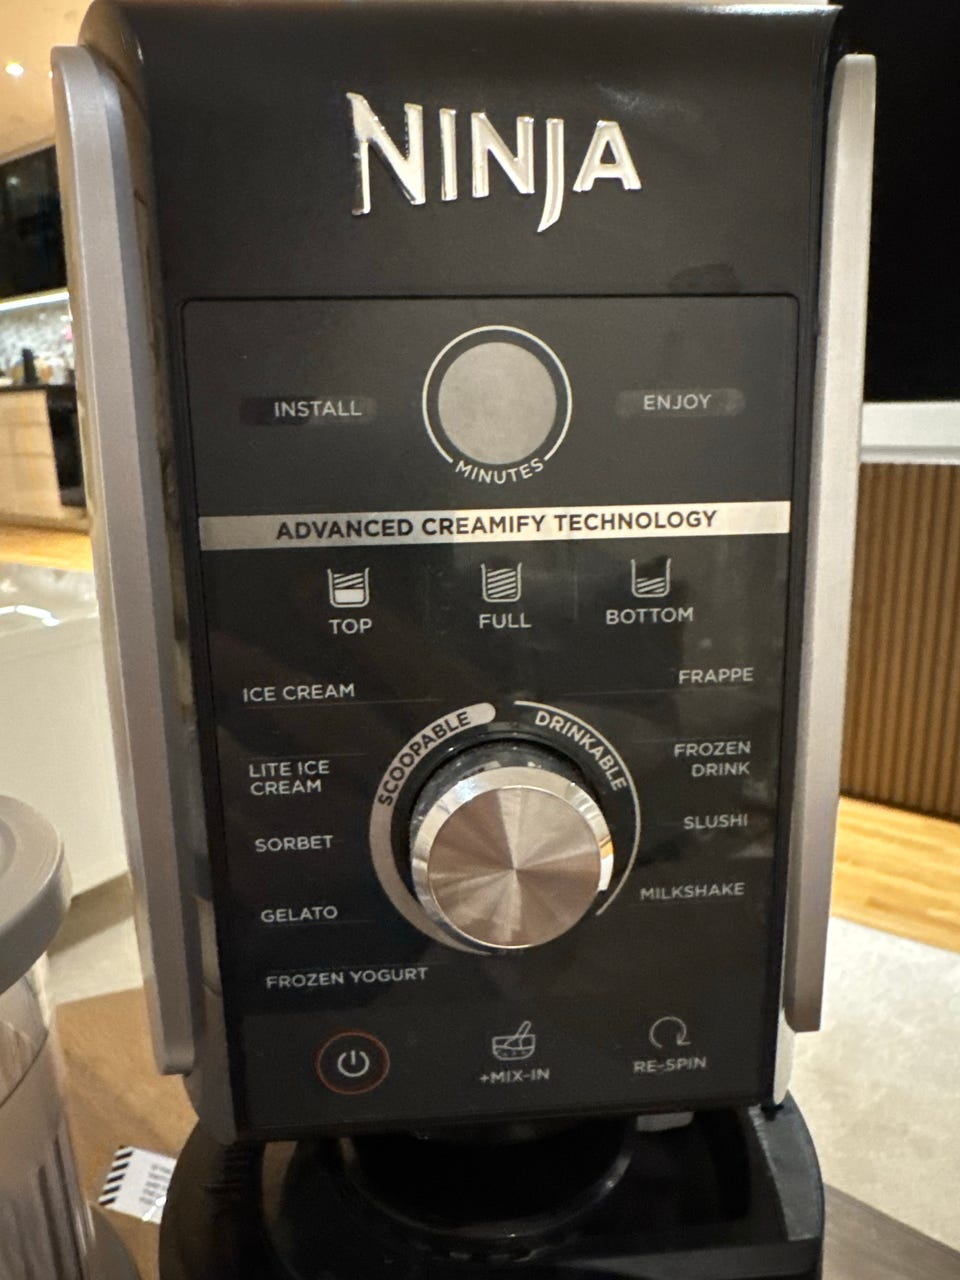 NINJA
INSTALL
ENJOY
MINUTES
ADVANCED CREAMIFY TECHNOLOGY
TOP
FULL
BOTTOM
ICE CREAM
FRAPPE
SCOOPABLE
DRINKABLE
LITE ICE
CREAM
FROZEN
DRINK
SORBET
SLUSHI
GELATO
MILKSHAKE
FROZEN YOGURT
+MIX-IN
RE-SPIN